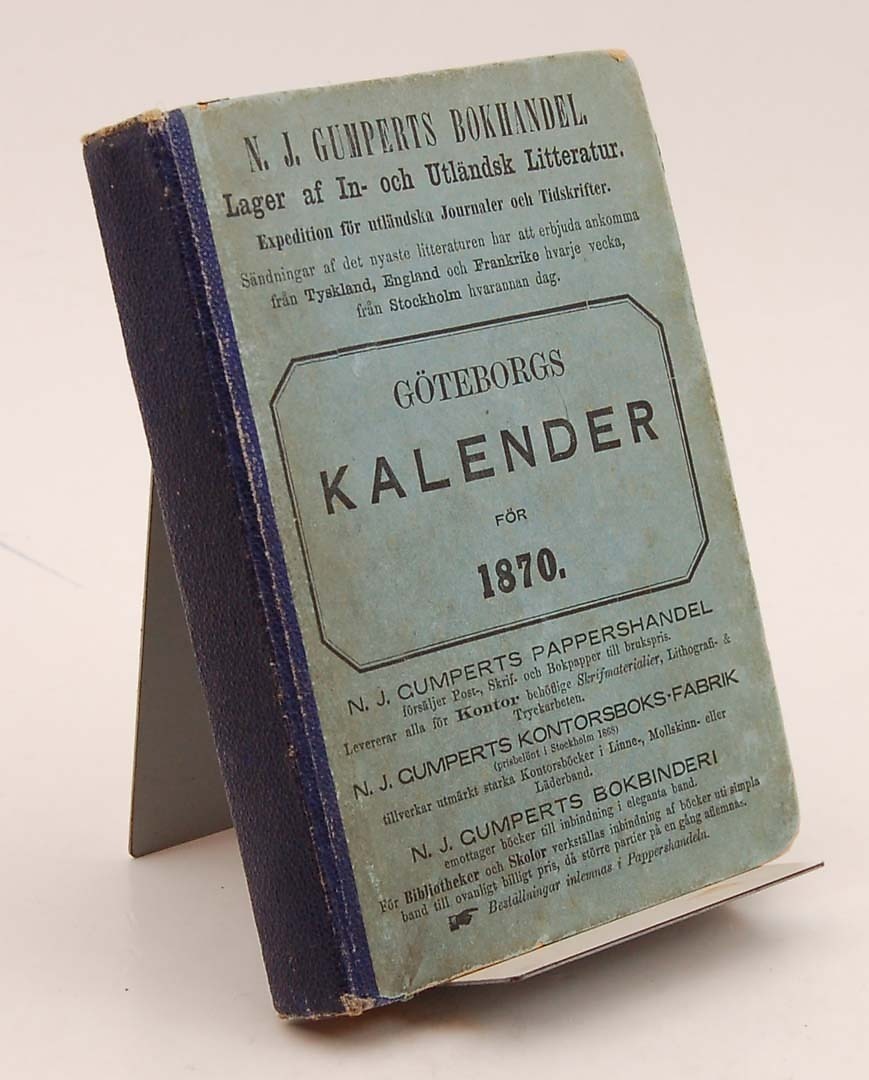 N. J. GUMPERTS BOKHANDEL.
Lager af In- och Utländsk Litteratur.
Expedition för utländska Journaler och Tidskrifter.
Sändningar af det nyaste litteraturen har att erbjuda ankomma
från Tyskland, England och Frankrike hvarje vecka,
från Stockholm hvarannan dag.
GÖTEBORGS
KALENDER
FÖR
1870.
N. J. GUMPERTS PAPPERSHANDEL
försäljer Post-, Skrif- och Bokpapper till brukspris.
Levererar alla för Kontor behöflige Skrifmaterialier, Lithografi- &
Tryckarbeten.
N. J. GUMPERTS KONTORSBOKS-FABRIK
(prisbelönt i Stockholm 1868)
tillverkar utmärkt starka Kontorsböcker i Linne-, Mollskinn- eller
Läderband.
N. J. GUMPERTS BOKBINDERI
emottager böcker till inbindning i eleganta band.
För Bibliotheker och Skolor verkställas inbindning af böcker uti simpla
band till ovanligt billigt pris, då större partier på en gång aflemnas.
☛ Beställningar inlemnas i Pappershandeln.